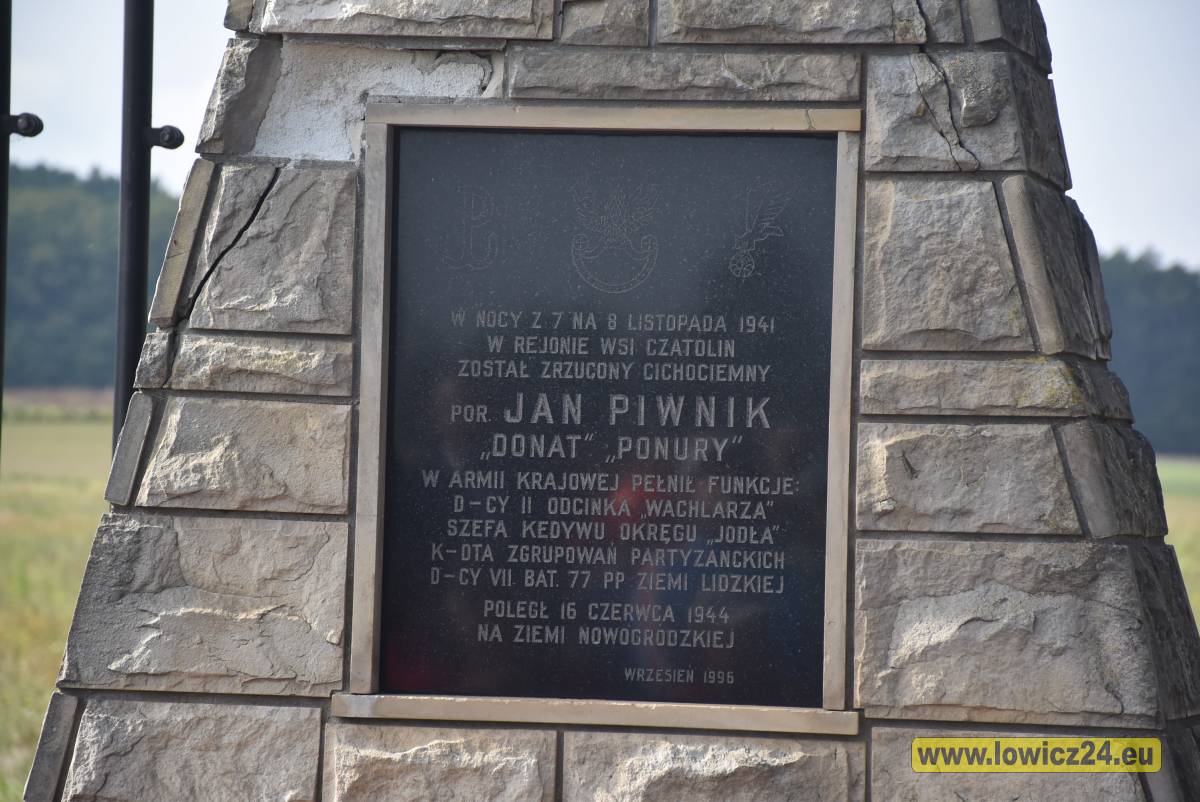 W NOCY Z 7 NA 8 LISTOPADA 1941
W REJONIE WSI CZATOLIN
ZOSTAŁ ZRZUCONY CICHOCIEMNY
POR. JAN PIWNIK
„DONAT” „PONURY”
W ARMII KRAJOWEJ PEŁNIŁ FUNKCJE:
D-CY II ODCINKA „WACHLARZA”
SZEFA KEDYWU OKRĘGU „JODŁA”
K-DTA ZGRUPOWAŃ PARTYZANCKICH
D-CY VII BAT. 77 PP ZIEMI LIDZKIEJ
POLEGŁ 16 CZERWCA 1944
NA ZIEMI NOWOGRODZKIEJ
WRZESIEŃ 1996
www.lowicz24.eu